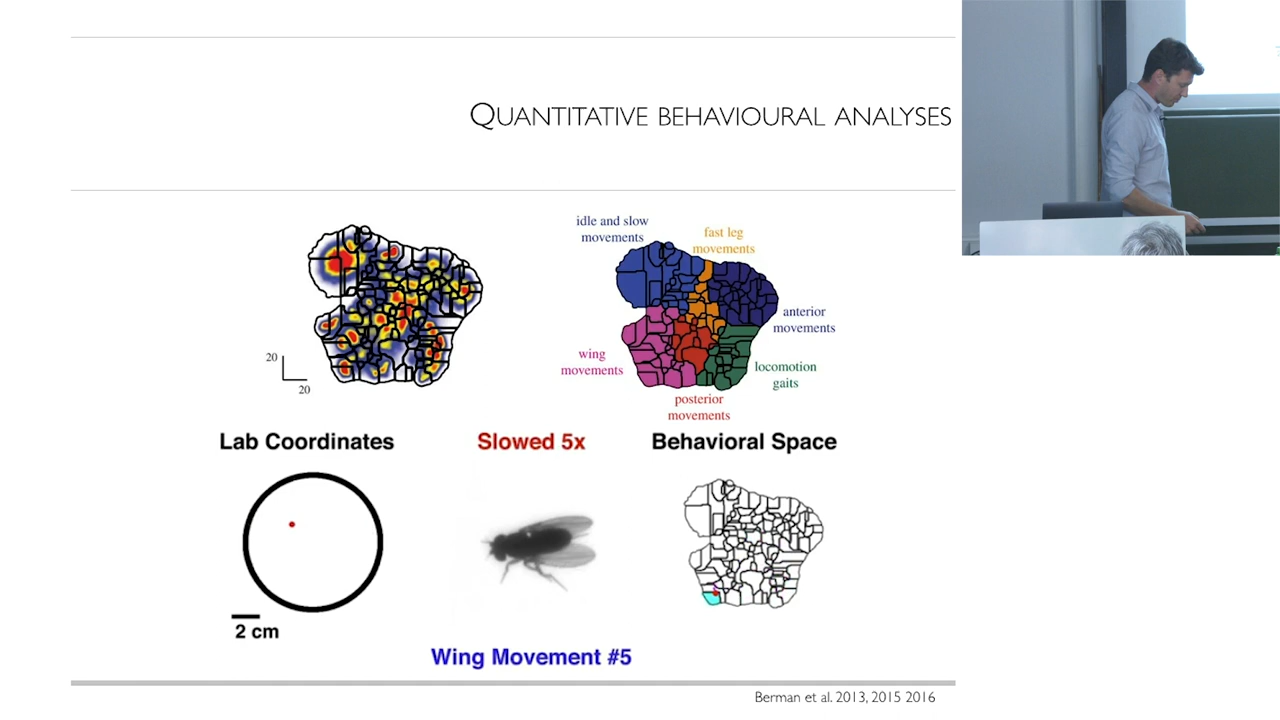 QUANTITATIVE BEHAVIOURAL ANALYSES
idle and slow
movements
fast leg
movements
anterior
movements
wing
movements
locomotion
gaits
posterior
movements
20
20
Lab Coordinates
Slowed 5x
Behavioral Space
2 cm
Wing Movement #5
Berman et al. 2013, 2015 2016